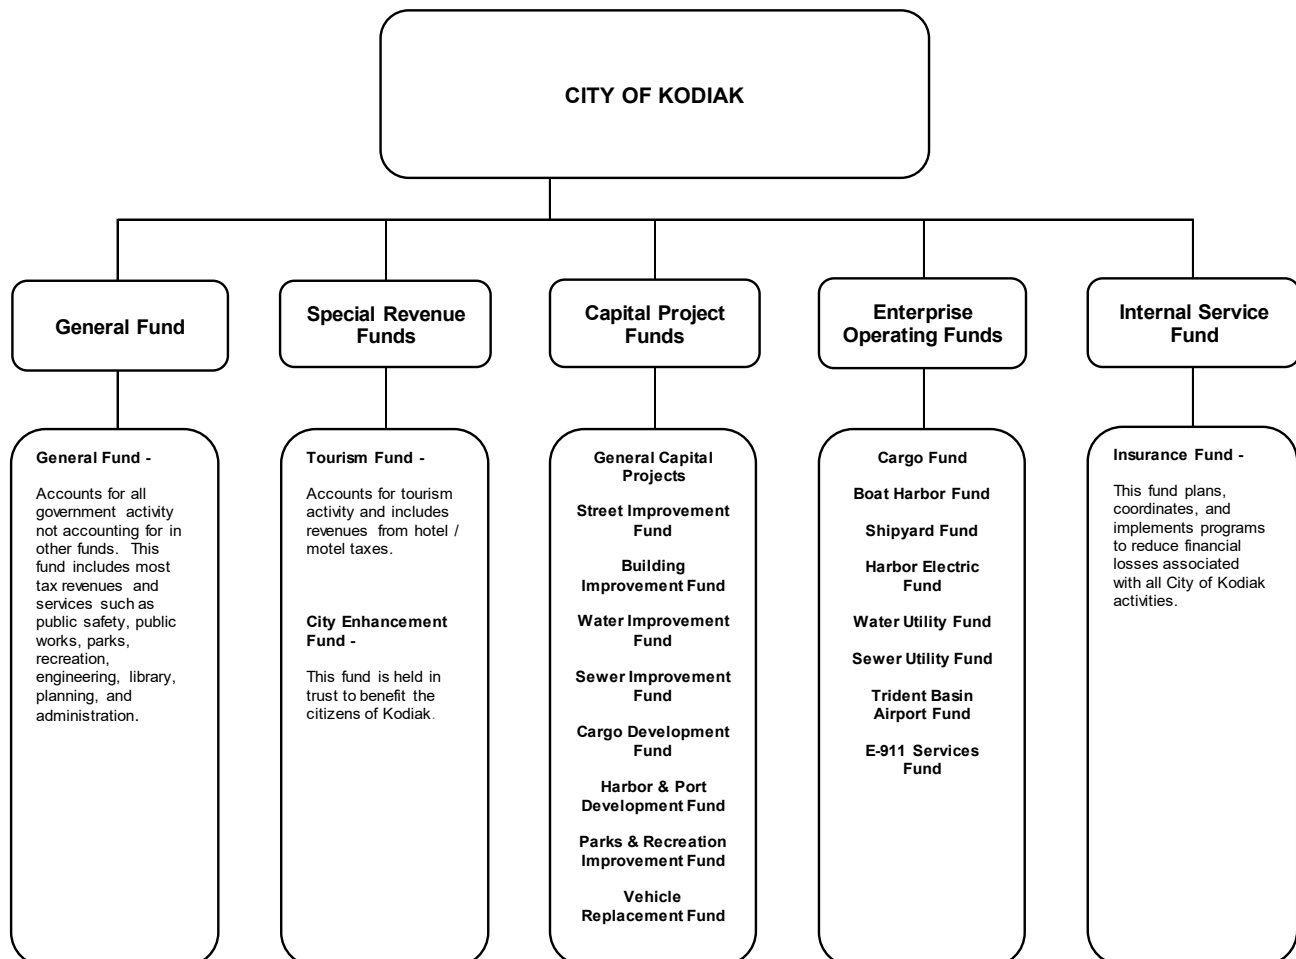 CITY OF KODIAK
General Fund
Special Revenue
Funds
Capital Project
Funds
Enterprise
Operating Funds
Internal Service
Fund
General Fund -
Accounts for all
government activity
not accounting for in
other funds. This
fund includes most
tax revenues and
services such as
public safety, public
works, parks,
recreation,
engineering, library,
planning, and
administration.
Tourism Fund -
Accounts for tourism
activity and includes
revenues from hotel /
motel taxes.
City Enhancement
Fund -
This fund is held in
trust to benefit the
citizens of Kodiak.
General Capital
Projects
Street Improvement
Fund
Building
Improvement Fund
Water Improvement
Fund
Sewer Improvement
Fund
Cargo Development
Fund
Harbor & Port
Development Fund
Parks & Recreation
Improvement Fund
Vehicle
Replacement Fund
Cargo Fund
Boat Harbor Fund
Shipyard Fund
Harbor Electric
Fund
Water Utility Fund
Sewer Utility Fund
Trident Basin
Airport Fund
E-911 Services
Fund
Insurance Fund -
This fund plans,
coordinates, and
implements programs
to reduce financial
losses associated
with all City of Kodiak
activities.